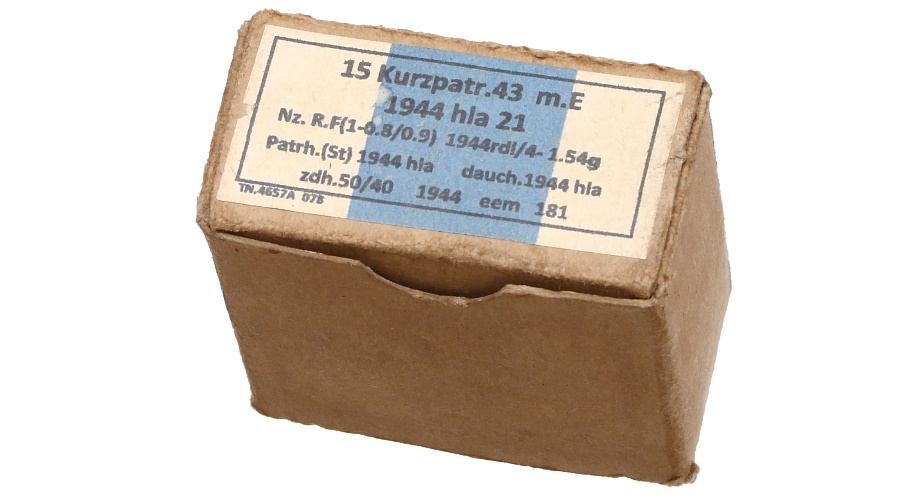 15 Kurzpatr.43 m.E
1944 hla 21
Nz. R.F(1-0.8/0.9) 1944rdl/4- 1.54g
Patrh.(St) 1944 hla dauch.1944 hla
zdh.50/40 1944 eem 181
TN.4657A 078